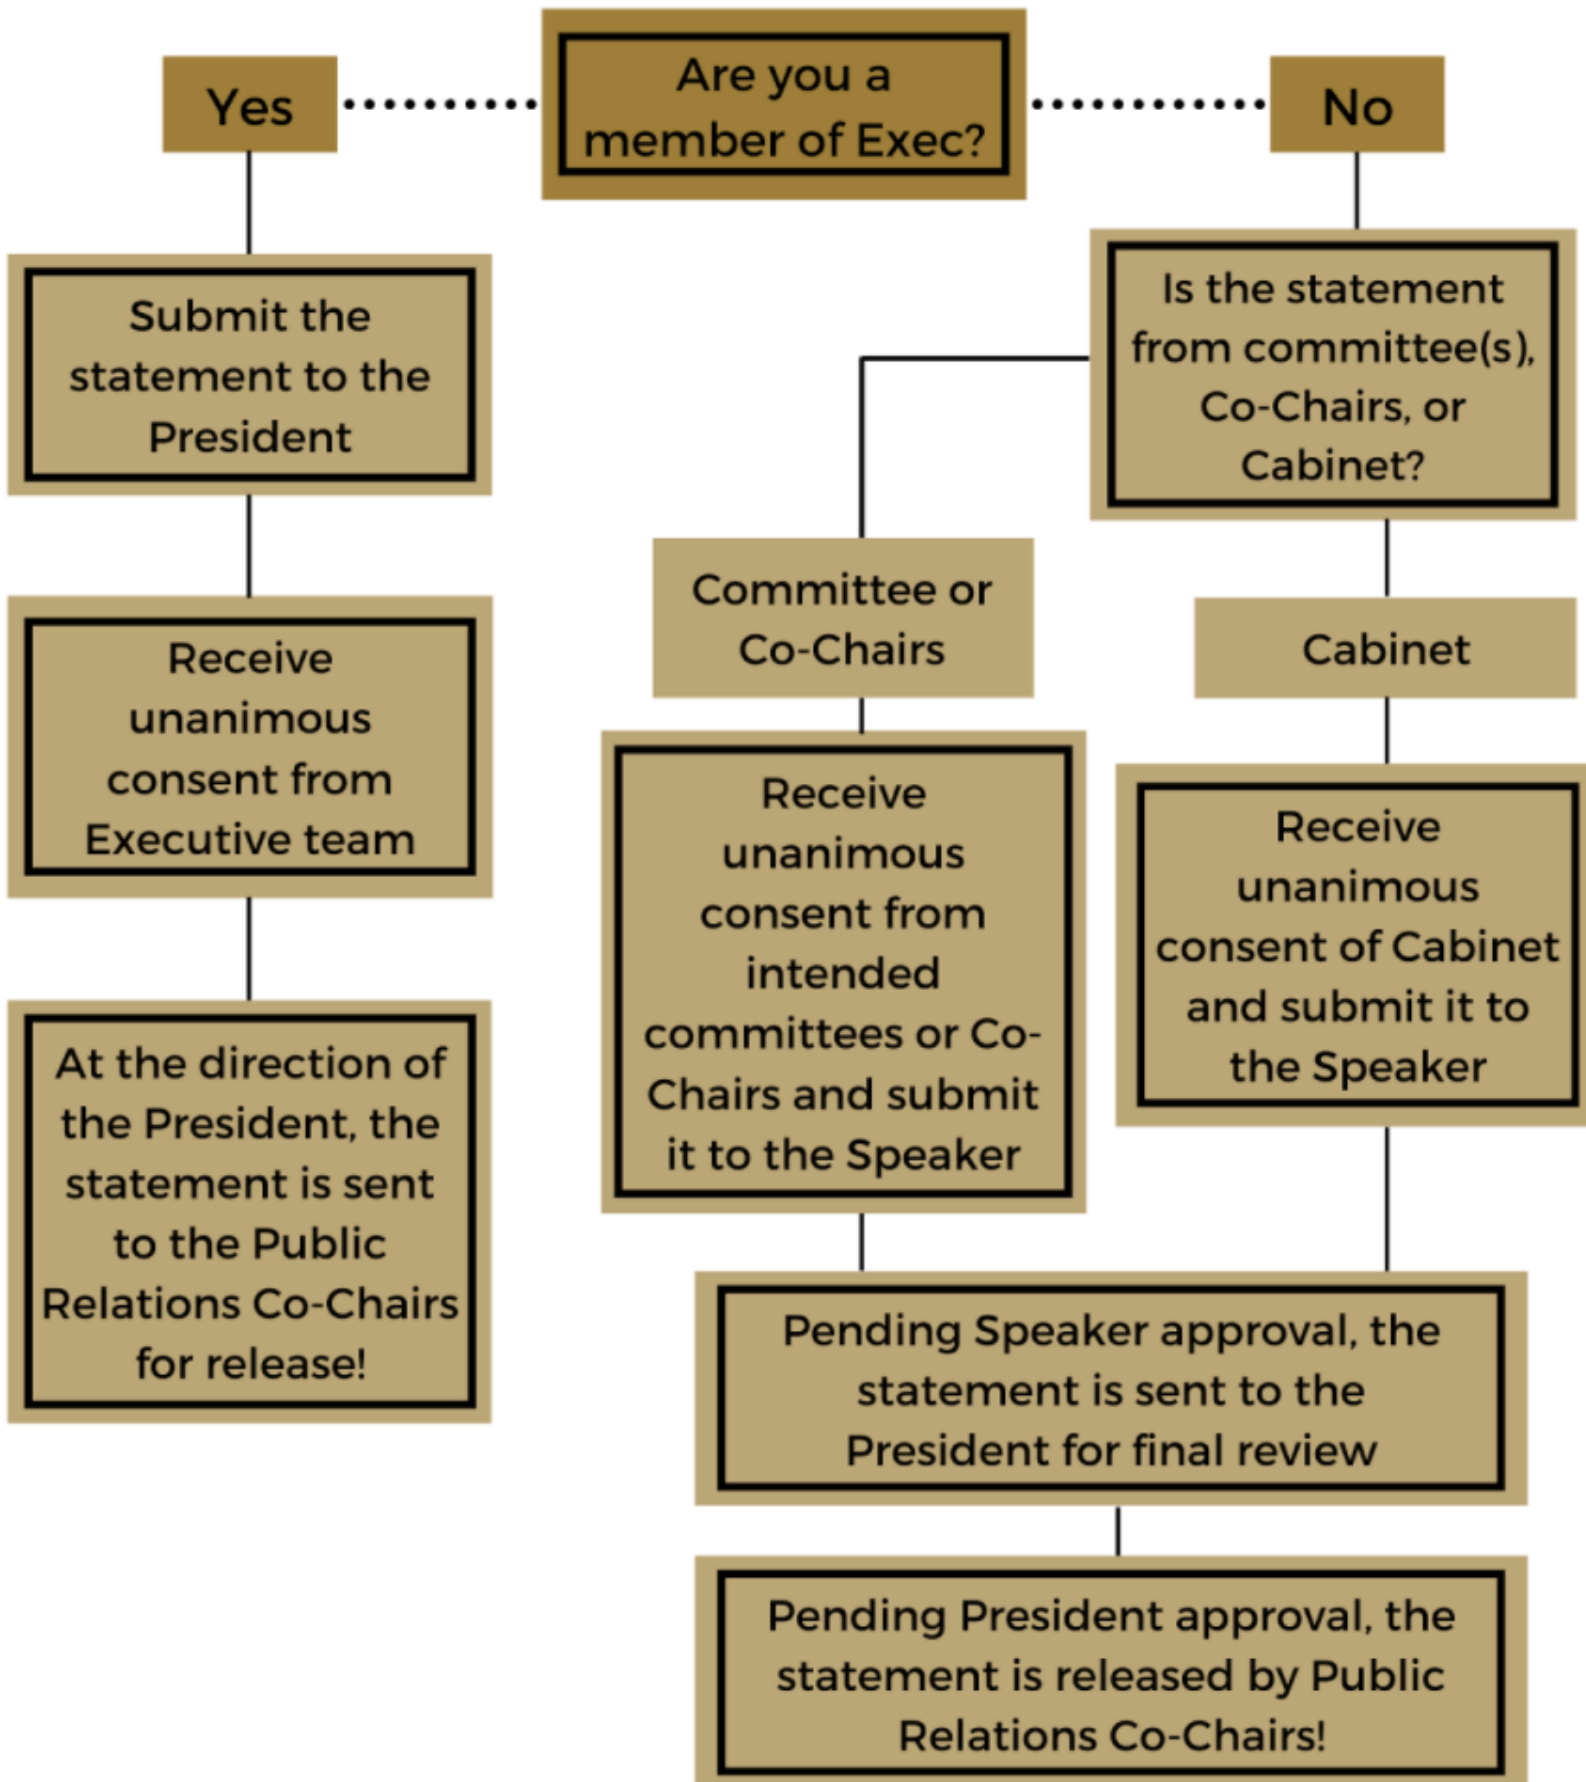 Are you a
member of Exec?
Yes
No
Submit the
statement to the
President
Receive
unanimous
consent from
Executive team
At the direction of
the President, the
statement is sent
to the Public
Relations Co-Chairs
for release!
Is the statement
from committee(s),
Co-Chairs, or
Cabinet?
Committee or
Co-Chairs
Receive
unanimous
consent from
intended
committees or Co-
Chairs and submit
it to the Speaker
Cabinet
Receive
unanimous
consent of Cabinet
and submit it to
the Speaker
Pending Speaker approval, the
statement is sent to the
President for final review
Pending President approval, the
statement is released by Public
Relations Co-Chairs!